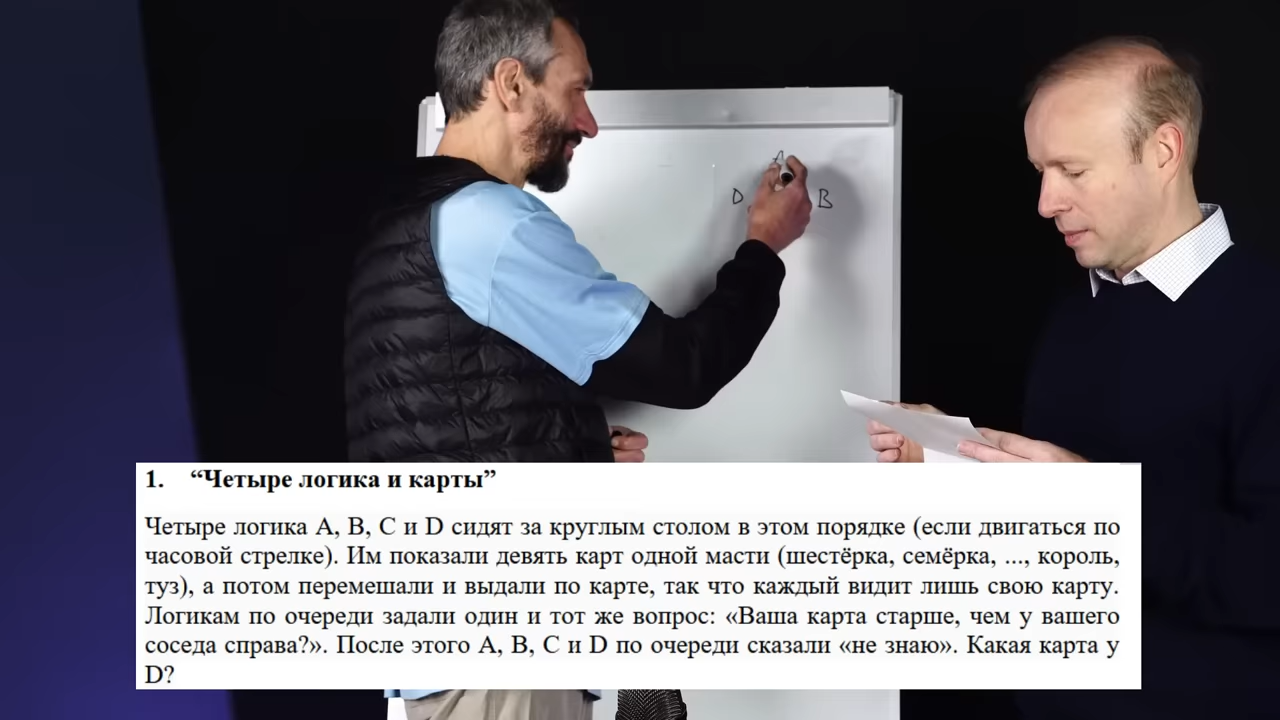 A
D B
1. “Четыре логика и карты”
Четыре логика A, B, C и D сидят за круглым столом в этом порядке (если двигаться по
часовой стрелке). Им показали девять карт одной масти (шестёрка, семёрка, ..., король,
туз), а потом перемешали и выдали по карте, так что каждый видит лишь свою карту.
Логикам по очереди задали один и тот же вопрос: «Ваша карта старше, чем у вашего
соседа справа?». После этого A, B, C и D по очереди сказали «не знаю». Какая карта у
D?